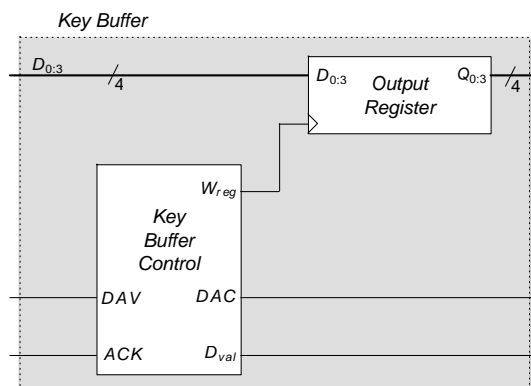 Key Buffer
D0:3
4
D0:3
Output
Register
Q0:3
4
Wreg
Key
Buffer
Control
DAV
DAC
ACK
Dval